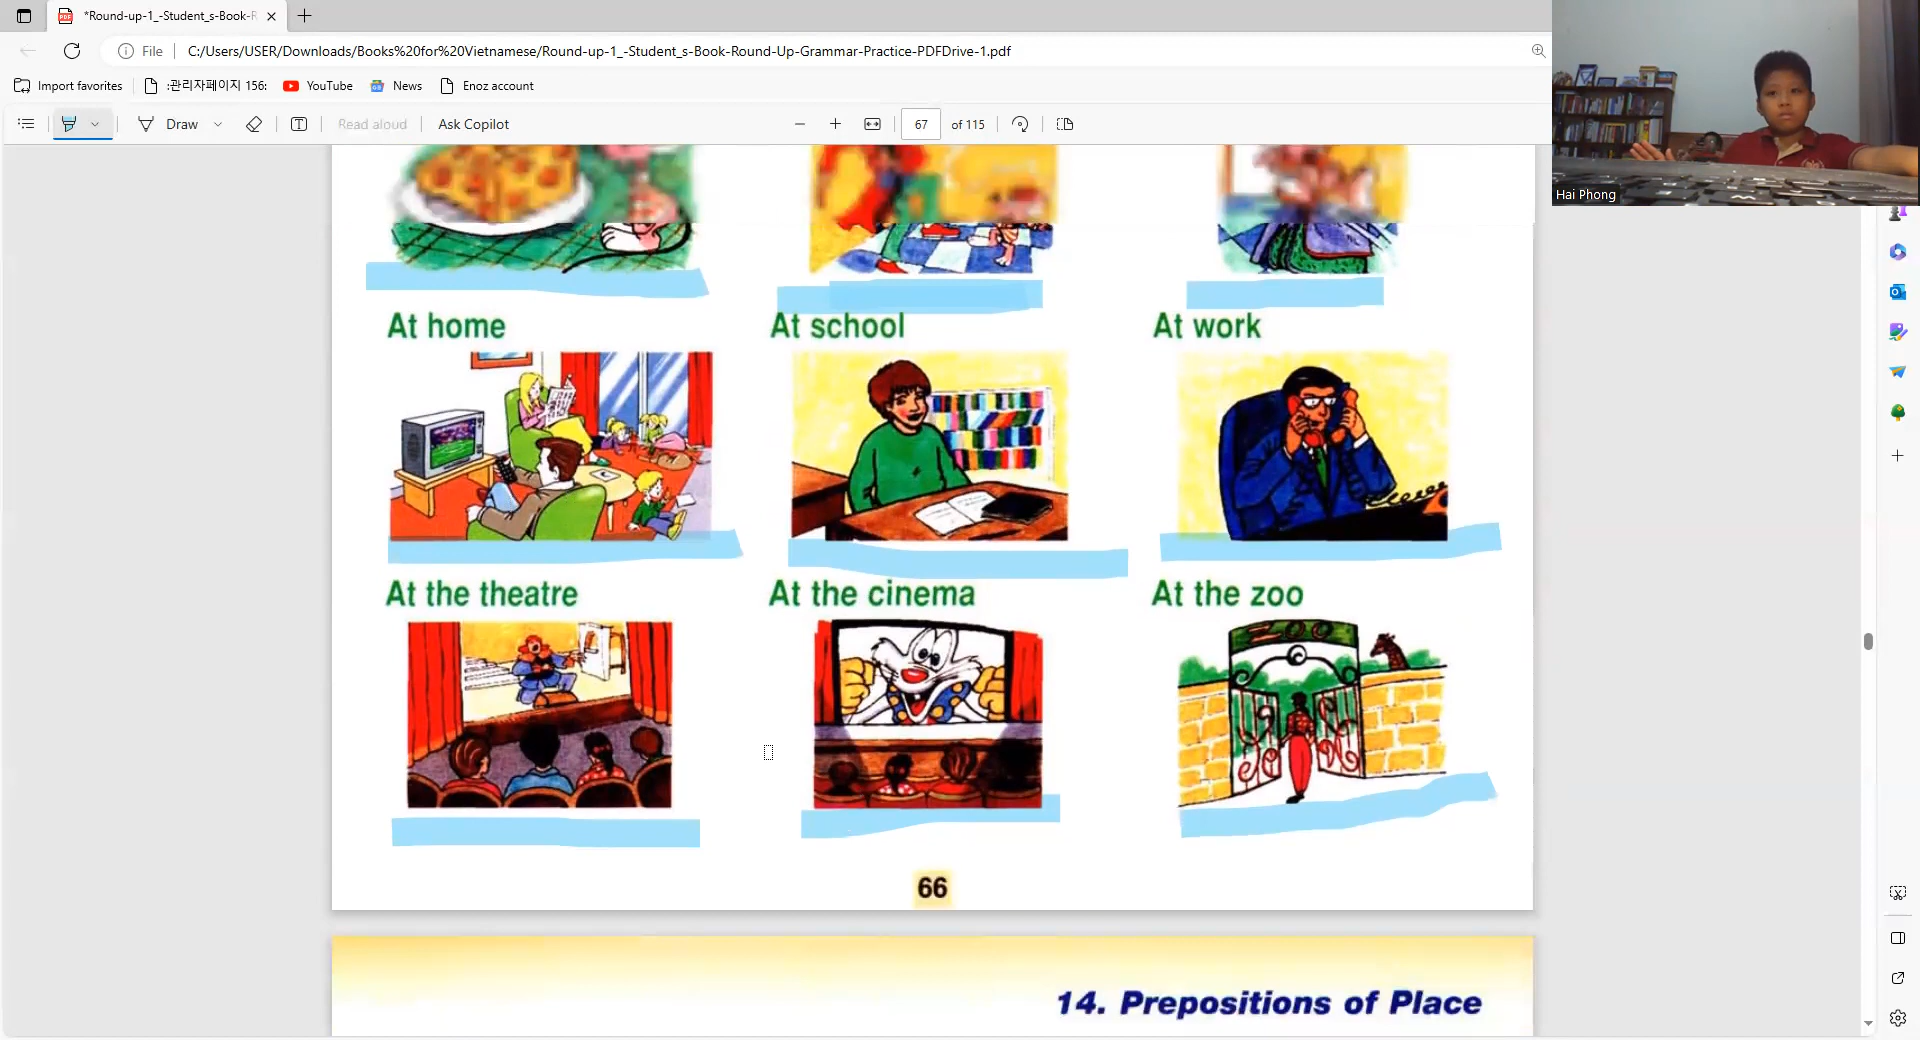 *Round-up-1_-Student_s-Book-R
File C:/Users/USER/Downloads/Books%20for%20Vietnamese/Round-up-1_-Student_s-Book-Round-Up-Grammar-Practice-PDFDrive-1.pdf
Import favorites :관리자페이지 156: YouTube News Enoz account
Draw Read aloud Ask Copilot 67 of 115
Hai Phong
At home At school At work
At the theatre At the cinema At the zoo
ZOO
66
14. Prepositions of Place